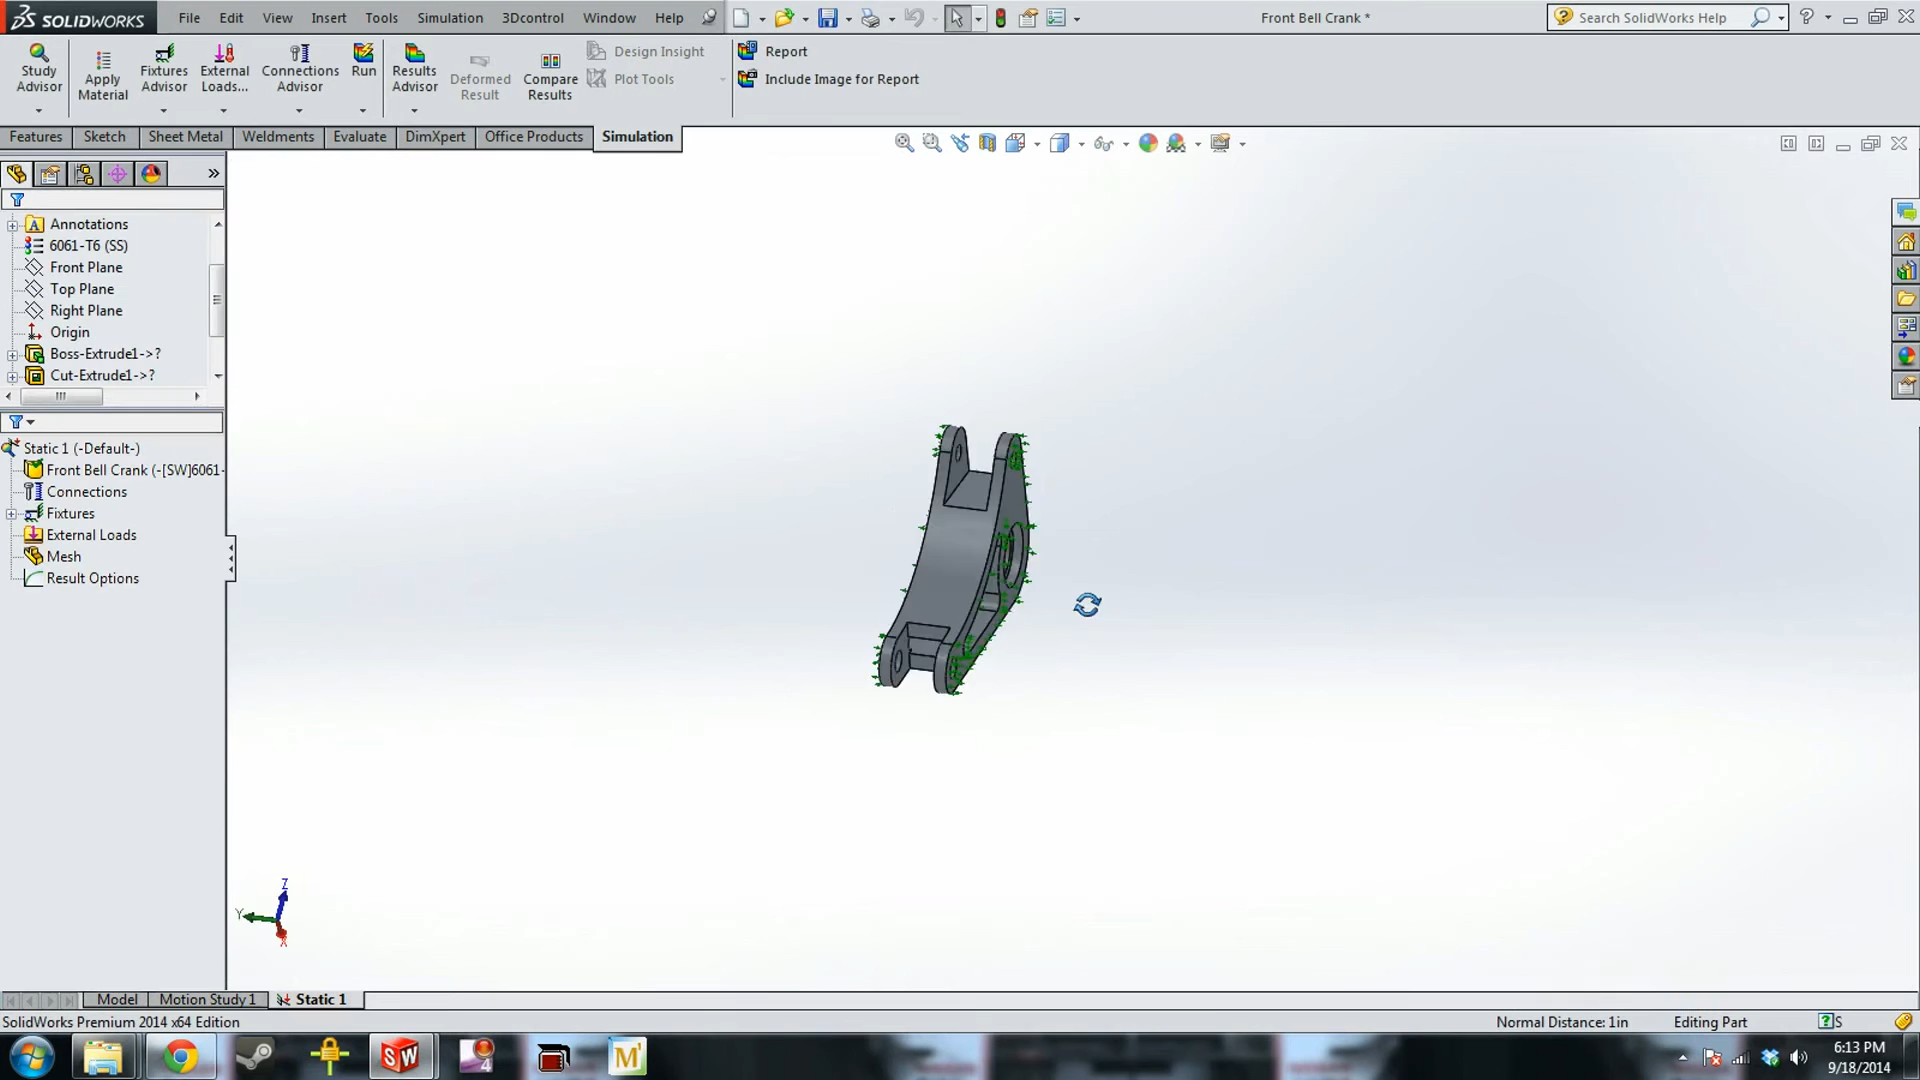 SOLIDWORKS File Edit View Insert Tools Simulation 3Dcontrol Window Help Front Bell Crank * Search SolidWorks Help ?
Study Advisor
Apply Material
Fixtures Advisor
External Loads...
Connections Advisor
Run
Results Advisor
Deformed Result
Compare Results
Design Insight
Plot Tools
Report
Include Image for Report
Features Sketch Sheet Metal Weldments Evaluate DimXpert Office Products Simulation
»
Annotations
6061-T6 (SS)
Front Plane
Top Plane
Right Plane
Origin
Boss-Extrude1->?
Cut-Extrude1->?
Static 1 (-Default-)
Front Bell Crank (-[SW]6061-
Connections
Fixtures
External Loads
Mesh
Result Options
Z
Y
X
Model Motion Study 1 Static 1
SolidWorks Premium 2014 x64 Edition Normal Distance: 1in Editing Part ? S
SW 4 M
6:13 PM
9/18/2014